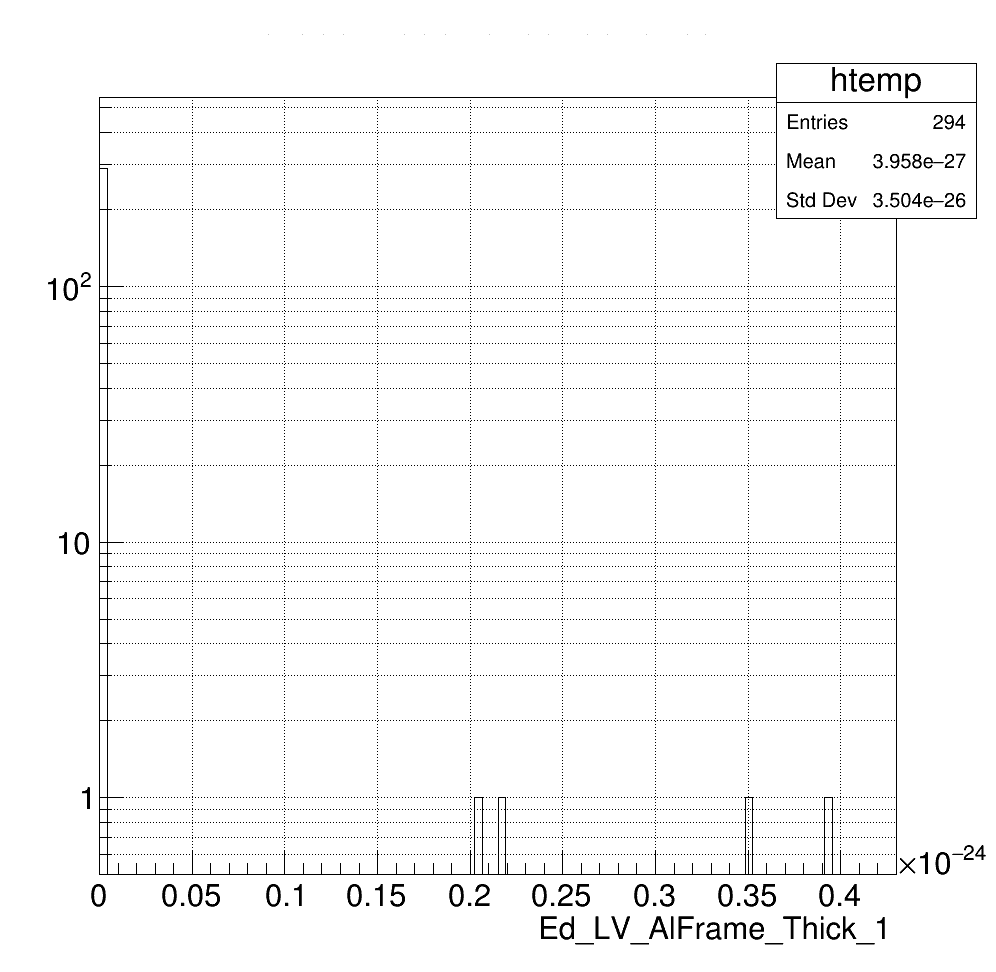 htemp
Entries 294
Mean 3.958e−27
Std Dev 3.504e−26
10²
10
1
0 0.05 0.1 0.15 0.2 0.25 0.3 0.35 0.4
×10⁻²⁴
Ed_LV_AlFrame_Thick_1